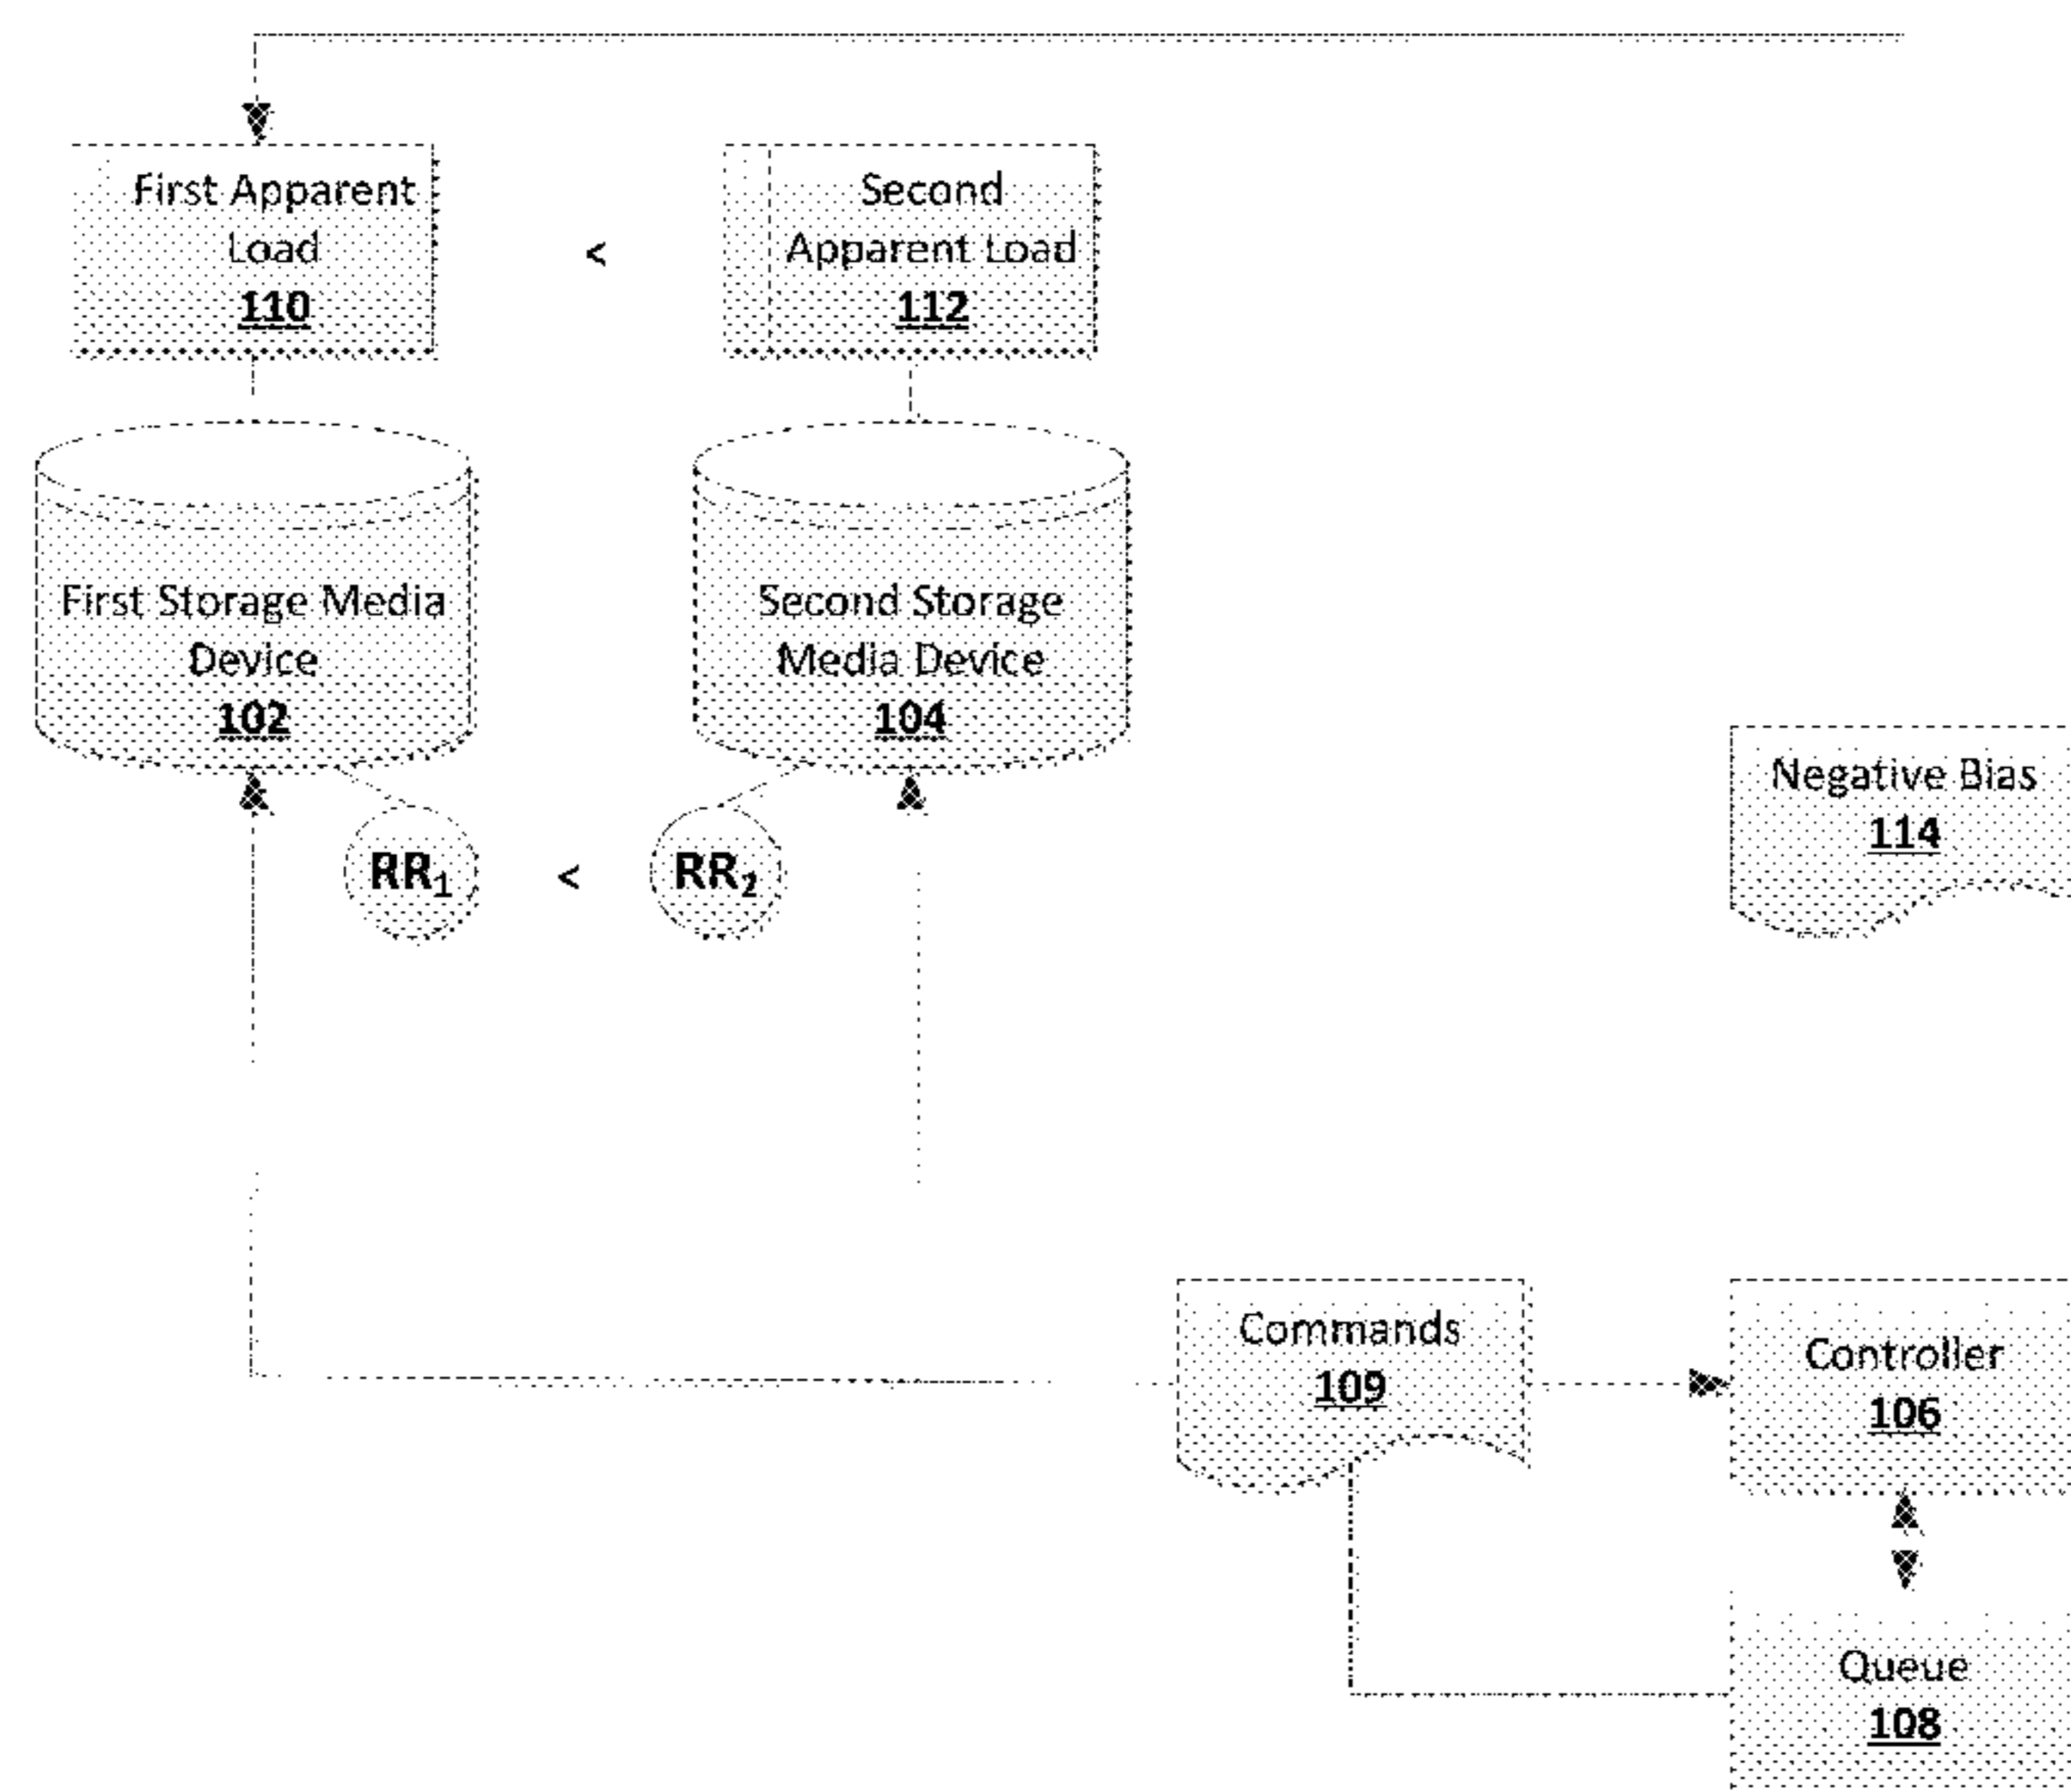 First Apparent
Load
110
<
Second
Apparent Load
112
First Storage Media
Device
102
Second Storage
Media Device
104
Negative Bias
114
RR₁
<
RR₂
Commands
109
Controller
106
Queue
108